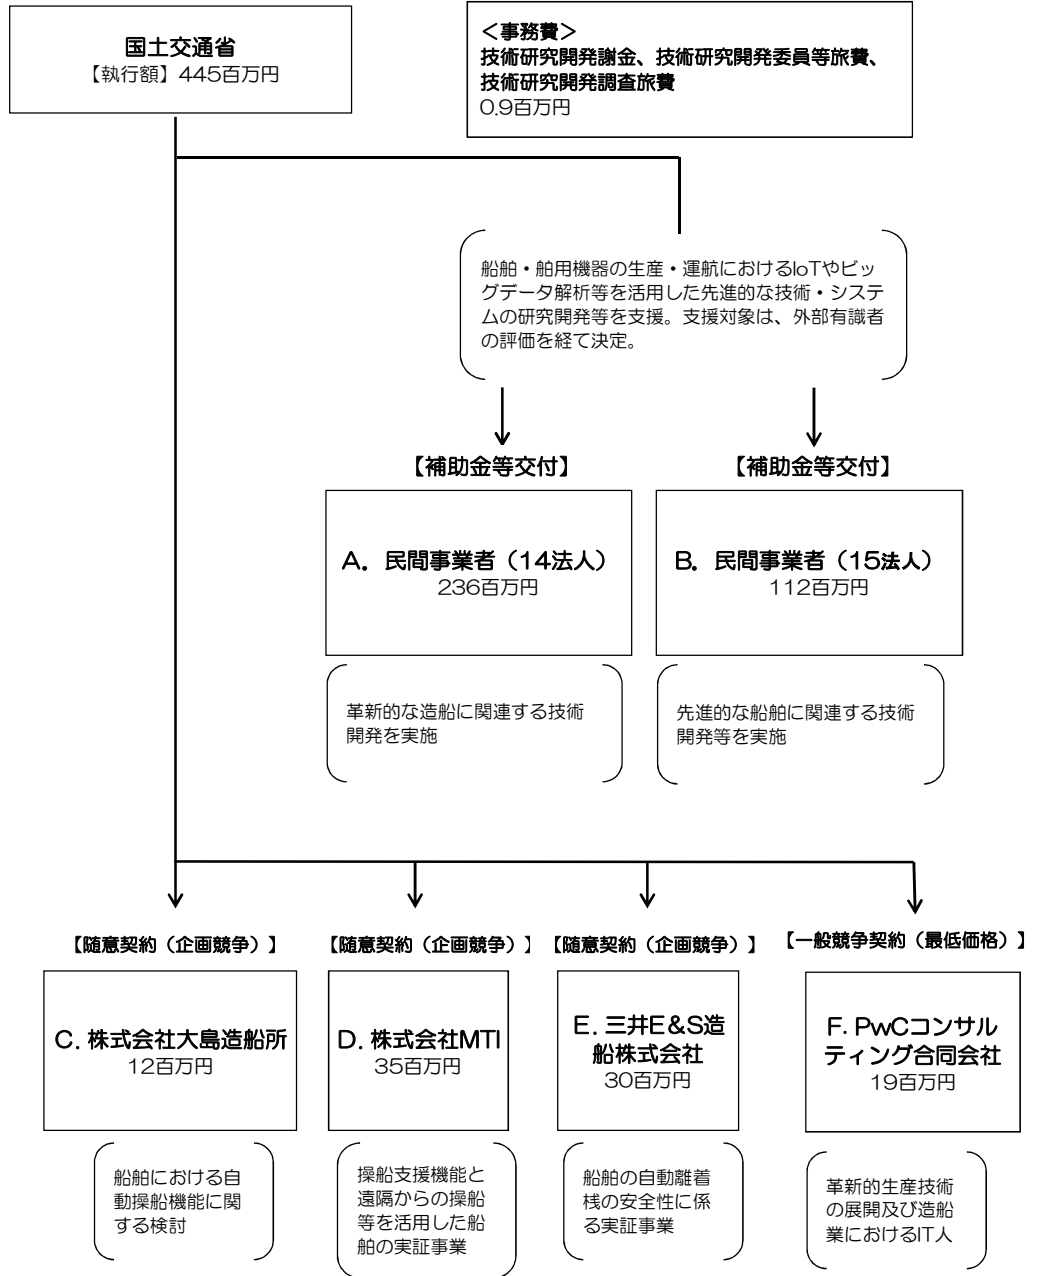 国土交通省
【執行額】445百万円
＜事務費＞
技術研究開発謝金、技術研究開発委員等旅費、
技術研究開発調査旅費
0.9百万円
船舶・舶用機器の生産・運航におけるIoTやビッ
グデータ解析等を活用した先進的な技術・システ
ムの研究開発等を支援。支援対象は、外部有識者
の評価を経て決定。
【補助金等交付】
【補助金等交付】
A．民間事業者（14法人）
236百万円
B．民間事業者（15法人）
112百万円
革新的な造船に関連する技術
開発を実施
先進的な船舶に関連する技術
開発等を実施
【随意契約（企画競争）】
【随意契約（企画競争）】
【随意契約（企画競争）】
【一般競争契約（最低価格）】
C. 株式会社大島造船所
12百万円
D. 株式会社MTI
35百万円
E. 三井E&S造
船株式会社
30百万円
F. PwCコンサル
ティング合同会社
19百万円
船舶における自
動操船機能に関
する検討
操船支援機能と
遠隔からの操船
等を活用した船
舶の実証事業
船舶の自動離着
桟の安全性に係
る実証事業
革新的生産技術
の展開及び造船
業におけるIT人